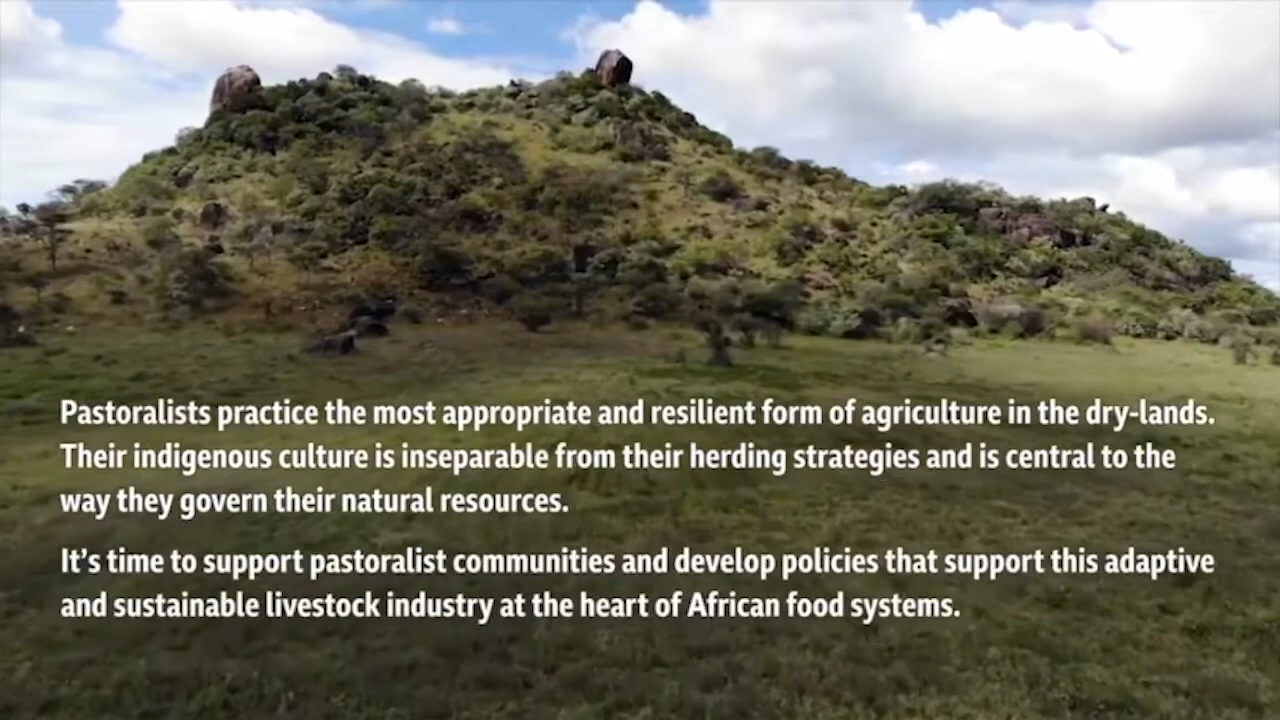 Pastoralists practice the most appropriate and resilient form of agriculture in the dry-lands.
Their indigenous culture is inseparable from their herding strategies and is central to the
way they govern their natural resources.
It’s time to support pastoralist communities and develop policies that support this adaptive
and sustainable livestock industry at the heart of African food systems.